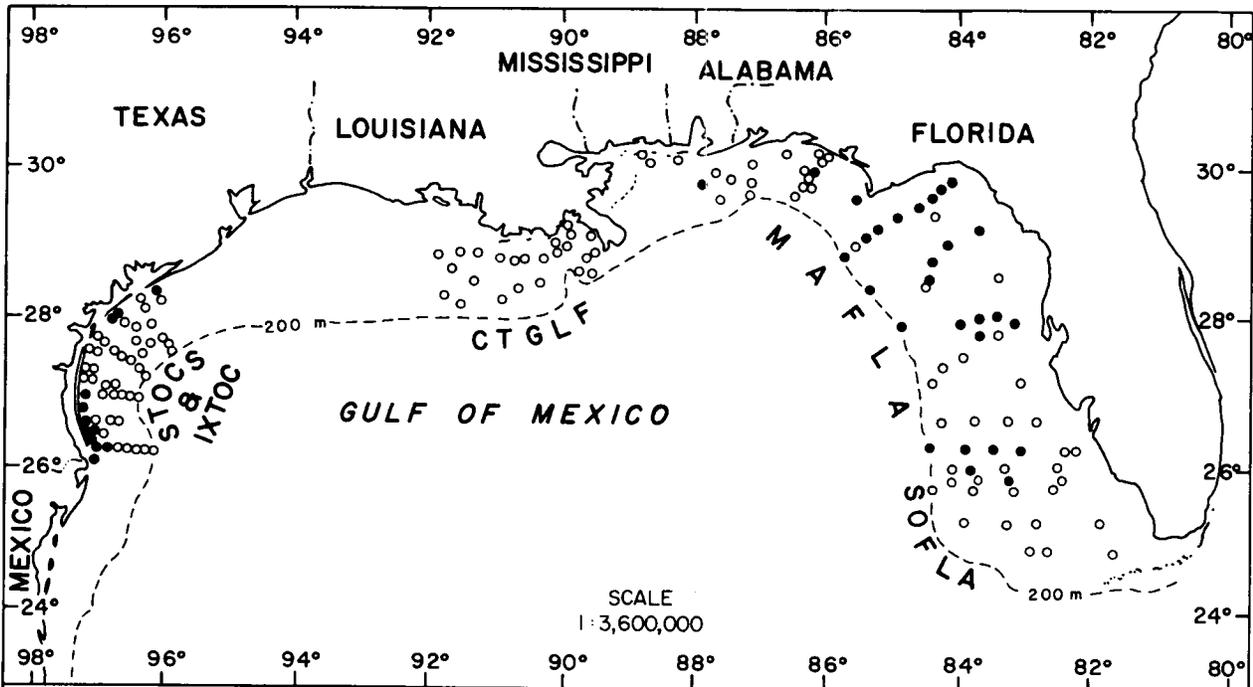 98° 96° 94° 92° 90° 88° 86° 84° 82° 80°
MISSISSIPPI ALABAMA
TEXAS LOUISIANA FLORIDA
30° 30°
MAFLA
28° 28°
200 m
CTGLF
STOCS
&
IXTOC
GULF OF MEXICO
26° 26°
SOFLA
MEXICO
200 m
SCALE
1:3,600,000
24° 24°
98° 96° 94° 92° 90° 88° 86° 84° 82° 80°